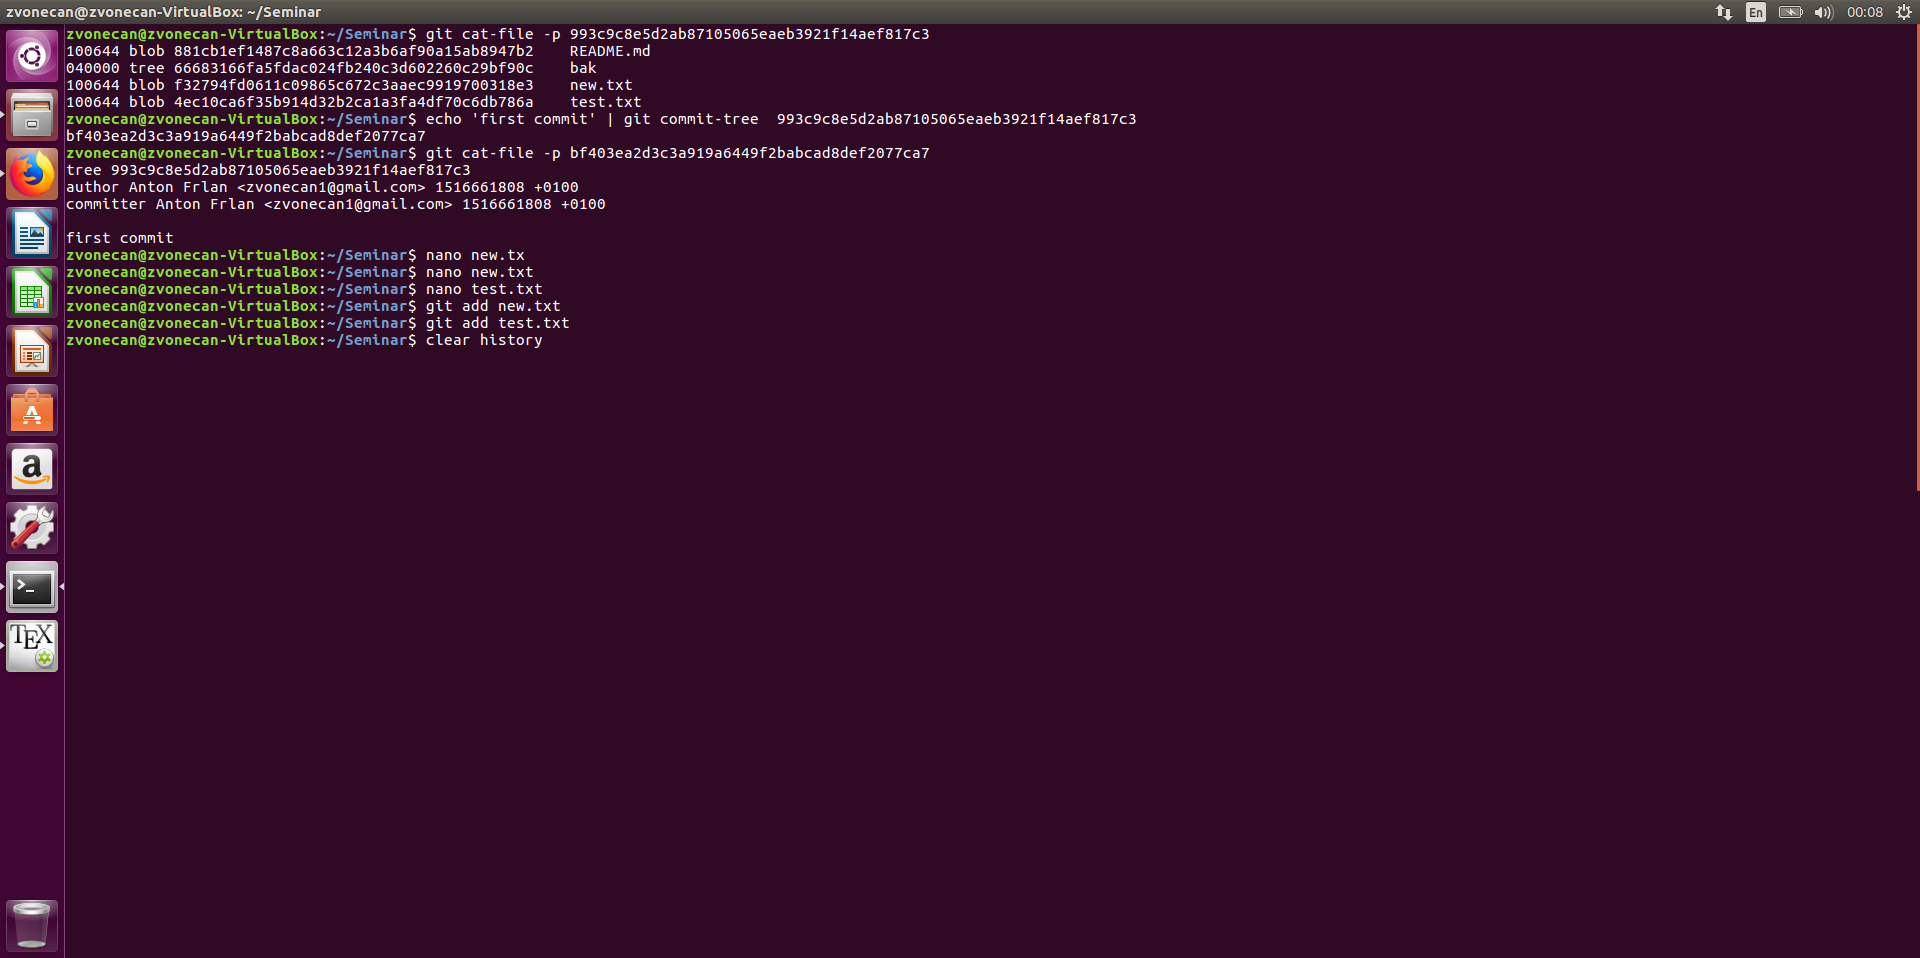 zvonecan@zvonecan-VirtualBox: ~/Seminar
En
00:08
zvonecan@zvonecan-VirtualBox:~/Seminar$ git cat-file -p 993c9c8e5d2ab87105065eaeb3921f14aef817c3
100644 blob 881cb1ef1487c8a663c12a3b6af90a15ab8947b2    README.md
040000 tree 66683166fa5fdac024fb240c3d602260c29bf90c    bak
100644 blob f32794fd0611c09865c672c3aaec9919700318e3    new.txt
100644 blob 4ec10ca6f35b914d32b2ca1a3fa4df70c6db786a    test.txt
zvonecan@zvonecan-VirtualBox:~/Seminar$ echo 'first commit' | git commit-tree  993c9c8e5d2ab87105065eaeb3921f14aef817c3
bf403ea2d3c3a919a6449f2babcad8def2077ca7
zvonecan@zvonecan-VirtualBox:~/Seminar$ git cat-file -p bf403ea2d3c3a919a6449f2babcad8def2077ca7
tree 993c9c8e5d2ab87105065eaeb3921f14aef817c3
author Anton Frlan <zvonecan1@gmail.com> 1516661808 +0100
committer Anton Frlan <zvonecan1@gmail.com> 1516661808 +0100

first commit
zvonecan@zvonecan-VirtualBox:~/Seminar$ nano new.tx
zvonecan@zvonecan-VirtualBox:~/Seminar$ nano new.txt
zvonecan@zvonecan-VirtualBox:~/Seminar$ nano test.txt
zvonecan@zvonecan-VirtualBox:~/Seminar$ git add new.txt
zvonecan@zvonecan-VirtualBox:~/Seminar$ git add test.txt
zvonecan@zvonecan-VirtualBox:~/Seminar$ clear history
A
a
>_
TEX